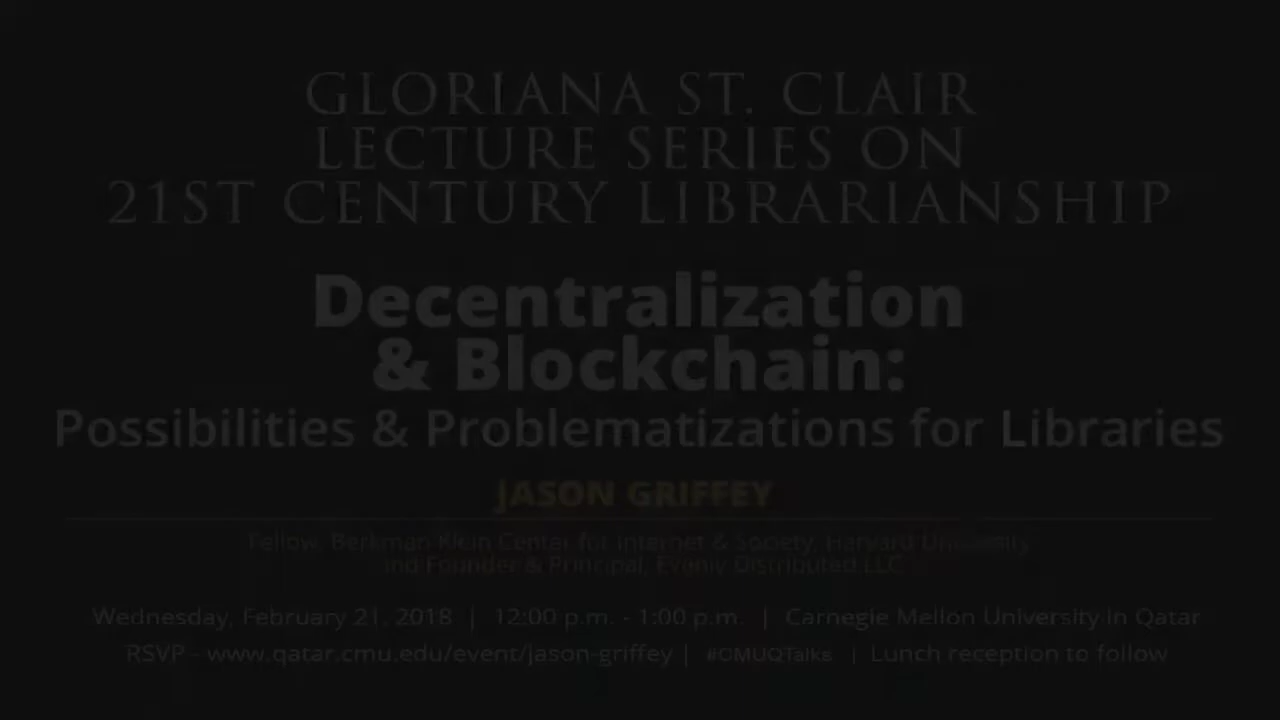 GLORIANA ST. CLAIR
LECTURE SERIES ON
21ST CENTURY LIBRARIANSHIP
Decentralization
& Blockchain:
Possibilities & Problematizations for Libraries
JASON GRIFFEY
Fellow, Berkman Klein Center for Internet & Society, Harvard University
and Founder & Principal, Evenly Distributed LLC
Wednesday, February 21, 2018 | 12:00 p.m. - 1:00 p.m. | Carnegie Mellon University in Qatar
RSVP - www.qatar.cmu.edu/event/jason-griffey | #CMUQTalks | Lunch reception to follow